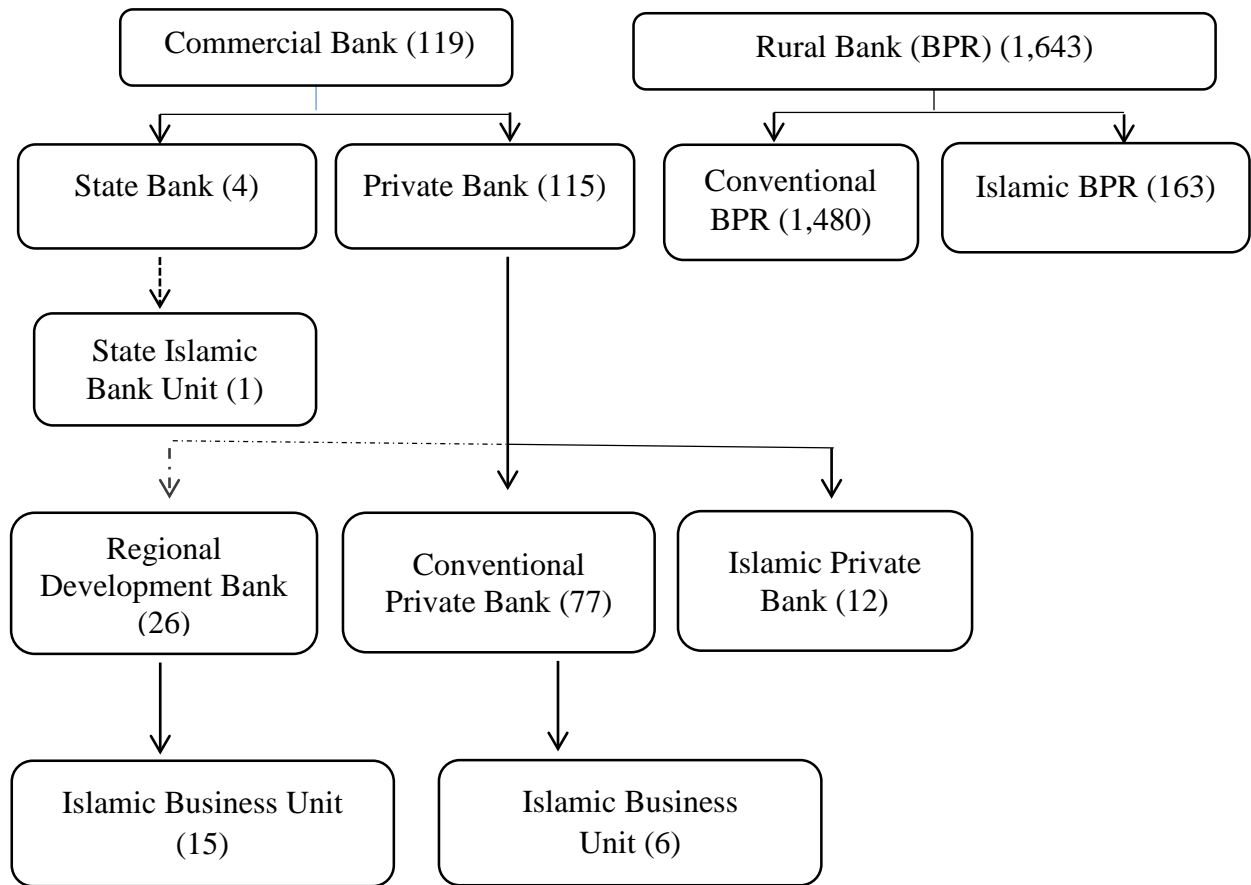 Commercial Bank (119)
Rural Bank (BPR) (1,643)
State Bank (4)
Private Bank (115)
Conventional
BPR (1,480)
Islamic BPR (163)
State Islamic
Bank Unit (1)
Regional
Development Bank
(26)
Conventional
Private Bank (77)
Islamic Private
Bank (12)
Islamic Business Unit
(15)
Islamic Business
Unit (6)